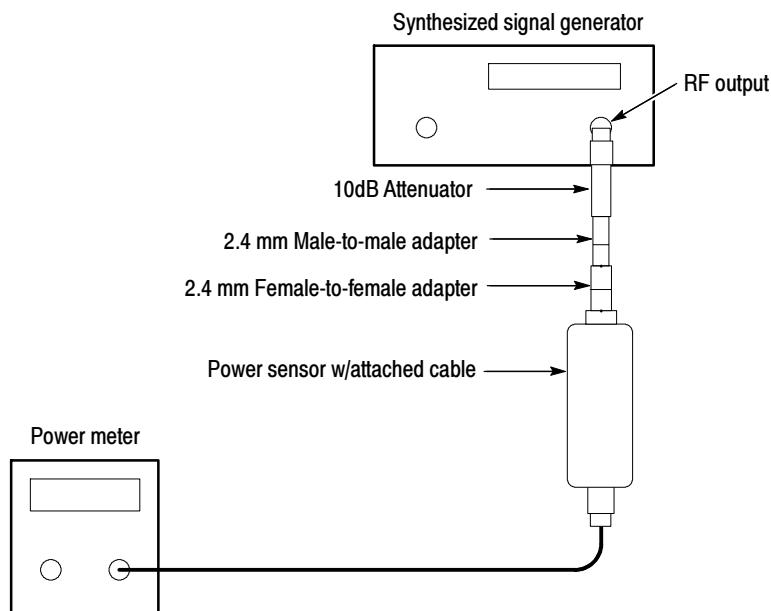 Synthesized signal generator
RF output
10dB Attenuator
2.4 mm Male-to-male adapter
2.4 mm Female-to-female adapter
Power sensor w/attached cable
Power meter